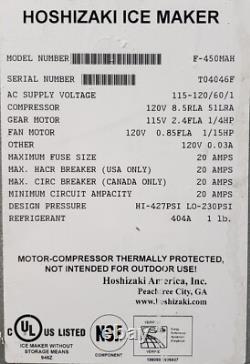 HOSHIZAKI ICE MAKER
MODEL NUMBER F-450MAH
SERIAL NUMBER T04046F
AC SUPPLY VOLTAGE 115-120/60/1
COMPRESSOR 120V 8.5RLA 51LRA
GEAR MOTOR 115V 2.4FLA 1/4HP
FAN MOTOR 120V 0.85FLA 1/15HP
OTHER 120V 0.03A
MAXIMUM FUSE SIZE 20 AMPS
MAX. HACR BREAKER (USA ONLY) 20 AMPS
MAX. CIRC BREAKER (CANADA ONLY) 20 AMPS
MINIMUM CIRCUIT AMPACITY 20 AMPS
DESIGN PRESSURE HI-427PSI LO-230PSI
REFRIGERANT 404A 1 lb.
MOTOR-COMPRESSOR THERMALLY PROTECTED,
NOT INTENDED FOR OUTDOOR USE!
Hoshizaki America, Inc.
Peachtree City, GA
www.hoshizaki.com
C UL US LISTED
ICE MAKER WITHOUT
STORAGE MEANS
946Z
NSF
COMPONENT